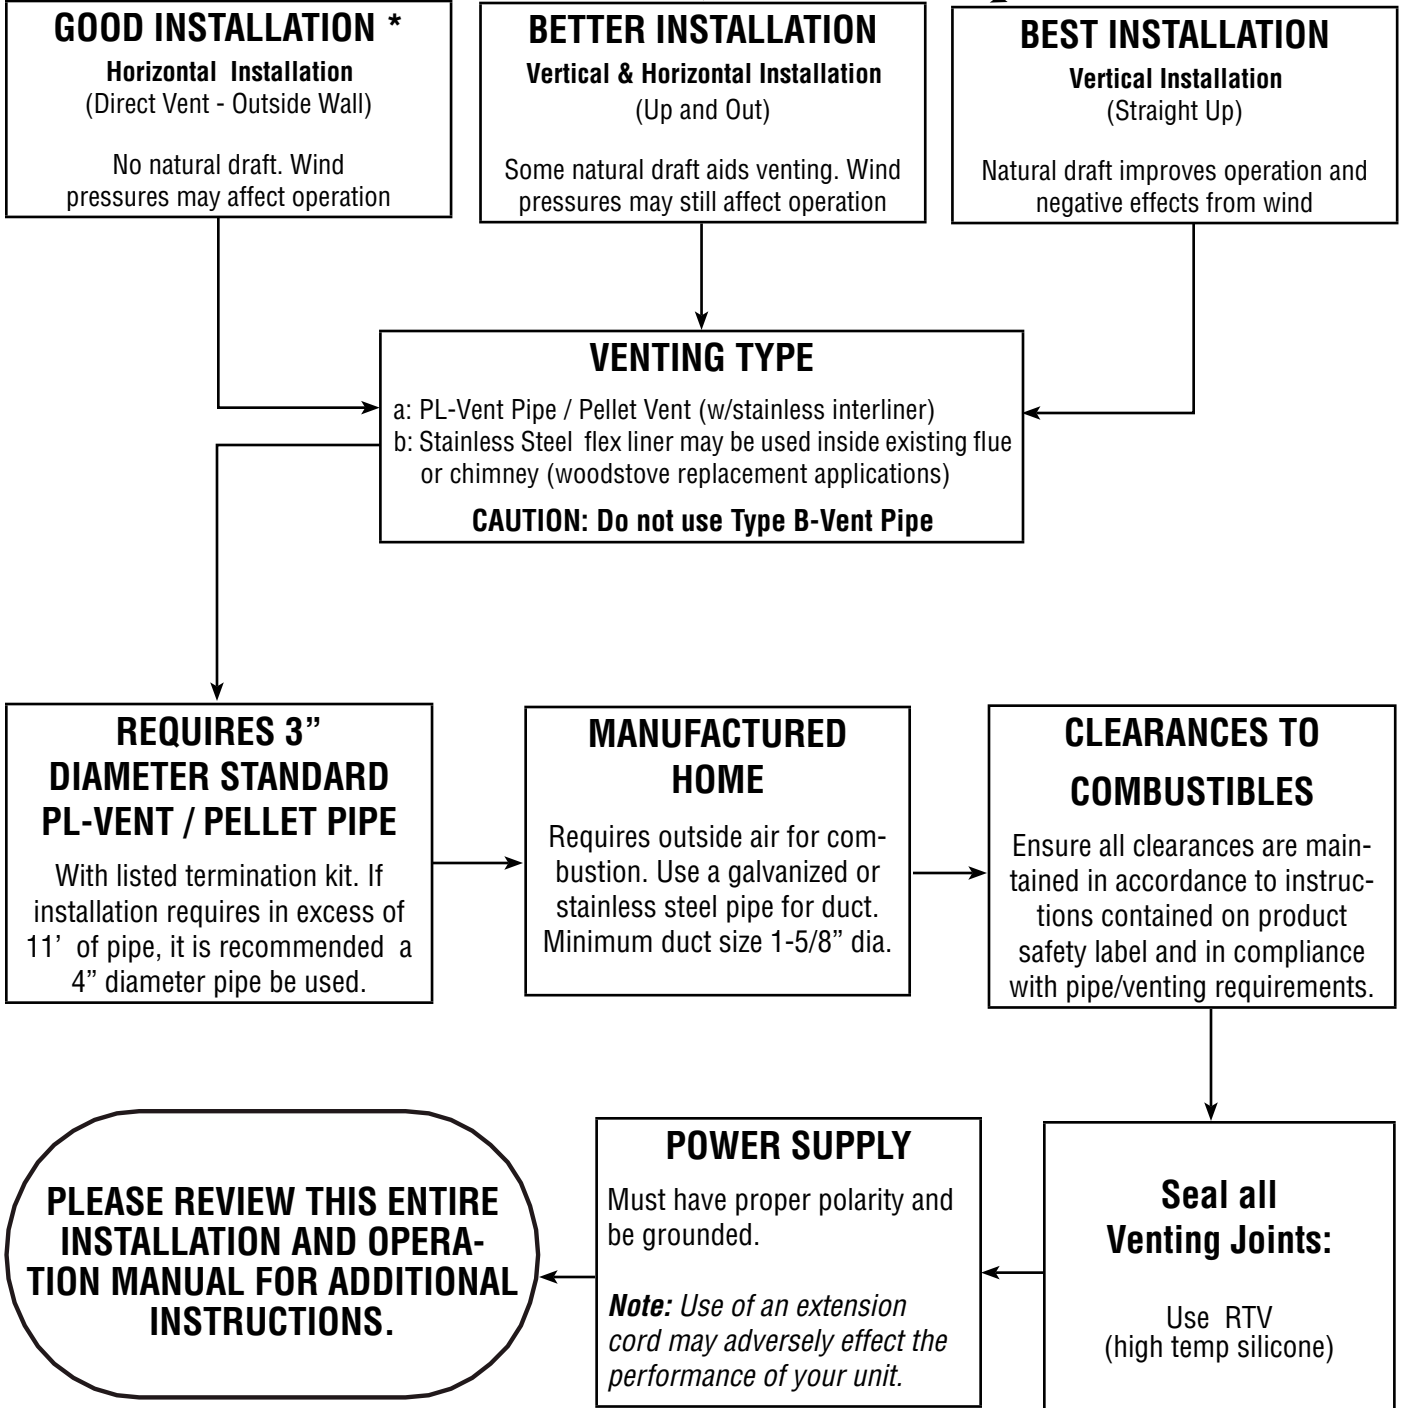 GOOD INSTALLATION *
Horizontal Installation
(Direct Vent - Outside Wall)
No natural draft. Wind
pressures may affect operation
BETTER INSTALLATION
Vertical & Horizontal Installation
(Up and Out)
Some natural draft aids venting. Wind
pressures may still affect operation
BEST INSTALLATION
Vertical Installation
(Straight Up)
Natural draft improves operation and
negative effects from wind
VENTING TYPE
a: PL-Vent Pipe / Pellet Vent (w/stainless interliner)
b: Stainless Steel flex liner may be used inside existing flue
or chimney (woodstove replacement applications)
CAUTION: Do not use Type B-Vent Pipe
REQUIRES 3”
DIAMETER STANDARD
PL-VENT / PELLET PIPE
With listed termination kit. If
installation requires in excess of
11’ of pipe, it is recommended a
4” diameter pipe be used.
MANUFACTURED
HOME
Requires outside air for com-
bustion. Use a galvanized or
stainless steel pipe for duct.
Minimum duct size 1-5/8” dia.
CLEARANCES TO
COMBUSTIBLES
Ensure all clearances are main-
tained in accordance to instruc-
tions contained on product
safety label and in compliance
with pipe/venting requirements.
Seal all
Venting Joints:
Use RTV
(high temp silicone)
POWER SUPPLY
Must have proper polarity and
be grounded.
Note: Use of an extension
cord may adversely effect the
performance of your unit.
PLEASE REVIEW THIS ENTIRE
INSTALLATION AND OPERA-
TION MANUAL FOR ADDITIONAL
INSTRUCTIONS.